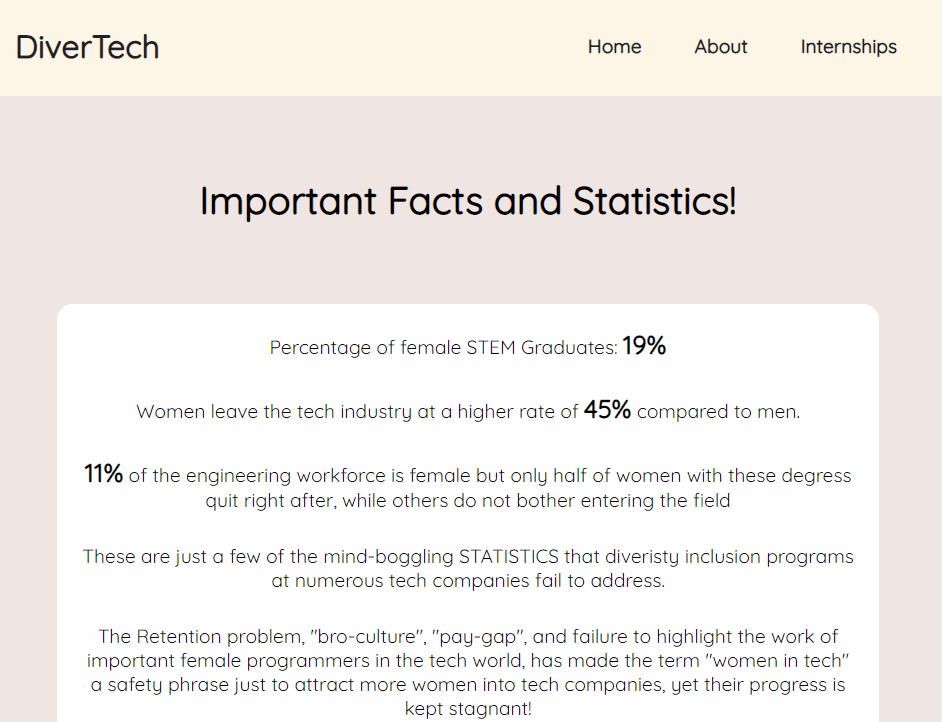 DiverTech
Home About Internships
Important Facts and Statistics!
Percentage of female STEM Graduates: 19%
Women leave the tech industry at a higher rate of 45% compared to men.
11% of the engineering workforce is female but only half of women with these degress
quit right after, while others do not bother entering the field
These are just a few of the mind-boggling STATISTICS that diveristy inclusion programs
at numerous tech companies fail to address.
The Retention problem, "bro-culture", "pay-gap", and failure to highlight the work of
important female programmers in the tech world, has made the term "women in tech"
a safety phrase just to attract more women into tech companies, yet their progress is
kept stagnant!